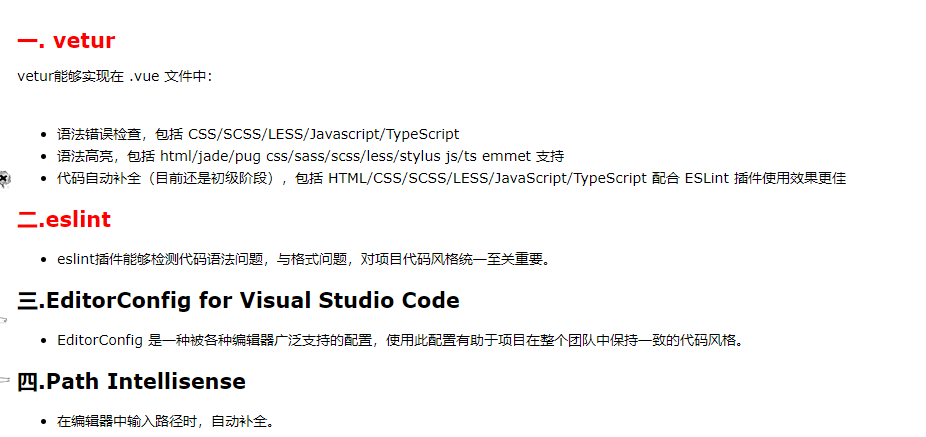 一. vetur
vetur能够实现在 .vue 文件中：
语法错误检查，包括 CSS/SCSS/LESS/Javascript/TypeScript
语法高亮，包括 html/jade/pug css/sass/scss/less/stylus js/ts emmet 支持
代码自动补全（目前还是初级阶段），包括 HTML/CSS/SCSS/LESS/JavaScript/TypeScript 配合 ESLint 插件使用效果更佳
二.eslint
eslint插件能够检测代码语法问题，与格式问题，对项目代码风格统一至关重要。
三.EditorConfig for Visual Studio Code
EditorConfig 是一种被各种编辑器广泛支持的配置，使用此配置有助于项目在整个团队中保持一致的代码风格。
四.Path Intellisense
在编辑器中输入路径时，自动补全。